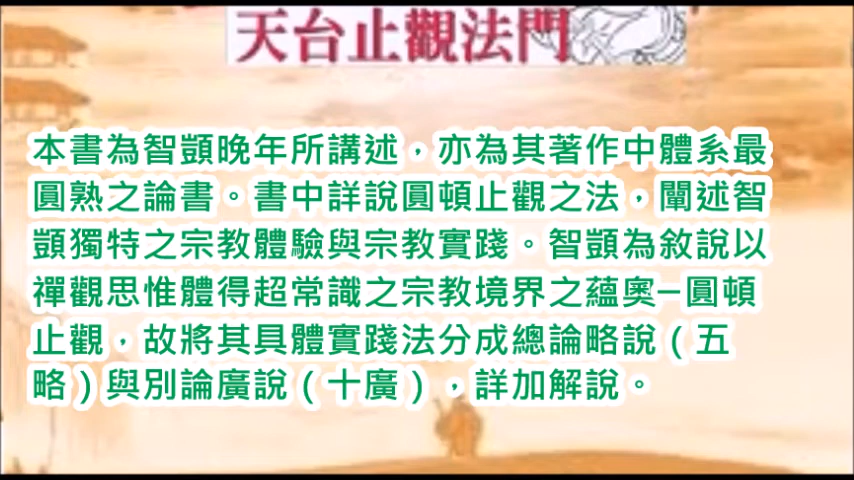 天台止觀法門
本書為智顗晚年所講述，亦為其著作中體系最
圓熟之論書。書中詳說圓頓止觀之法，闡述智
顗獨特之宗教體驗與宗教實踐。智顗為敘說以
禪觀思惟體得超常識之宗教境界之蘊奧─圓頓
止觀，故將其具體實踐法分成總論略說（五
略）與別論廣說（十廣），詳加解說。